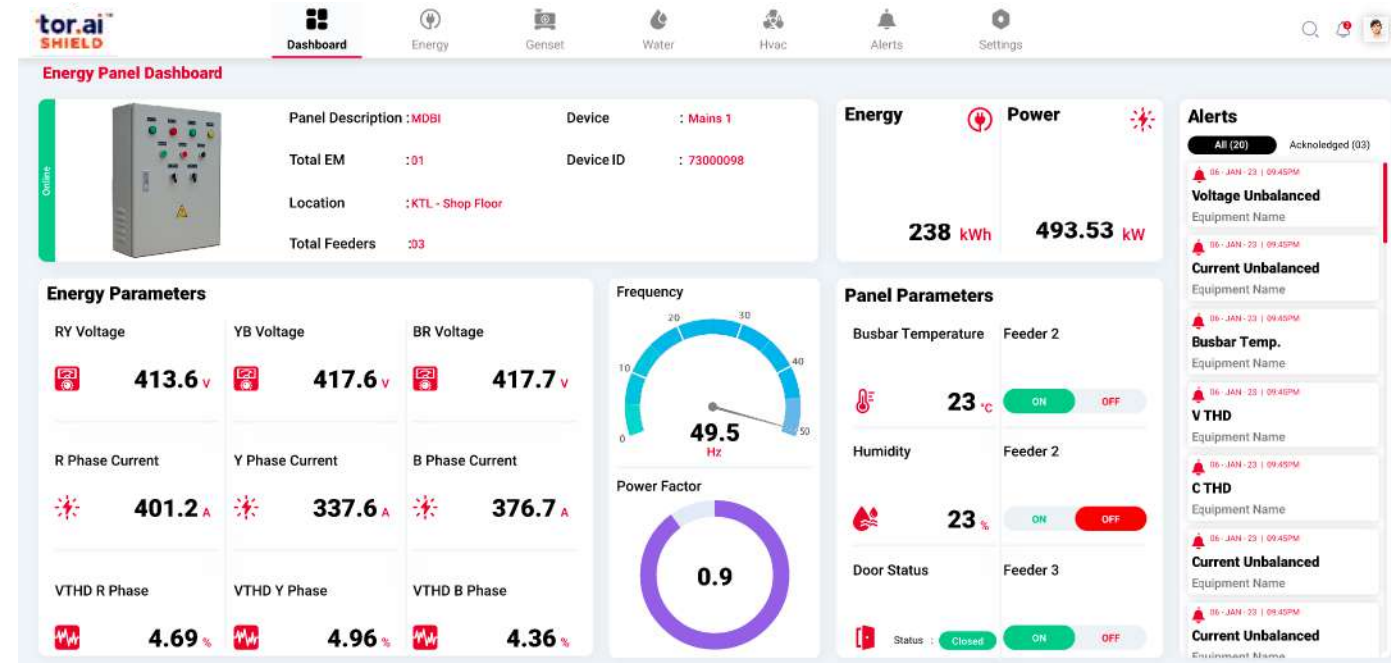 tor.ai™
SHIELD
Dashboard
Energy
Genset
Water
Hvac
Alerts
Settings
Energy Panel Dashboard
Online
Panel Description : MDBI
Device : Mains 1
Total EM :01
Device ID : 73000098
Location :KTL - Shop Floor
Total Feeders :03
Energy
238 kWh
Power
493.53 kW
Energy Parameters
RY Voltage
413.6 V
YB Voltage
417.6 V
BR Voltage
417.7 V
R Phase Current
401.2 A
Y Phase Current
337.6 A
B Phase Current
376.7 A
VTHD R Phase
4.69 %
VTHD Y Phase
4.96 %
VTHD B Phase
4.36 %
Frequency
0
10
20
30
40
50
49.5
Hz
Power Factor
0.9
Panel Parameters
Busbar Temperature
23 °C
Feeder 2
ON OFF
Humidity
23 %
Feeder 2
ON OFF
Door Status
Status : Closed
Feeder 3
ON OFF
Alerts
All (20)
Acknoledged (03)
06 - JAN - 23 | 09.45PM
Voltage Unbalanced
Equipment Name
06 - JAN - 23 | 09.45PM
Current Unbalanced
Equipment Name
06 - JAN - 23 | 09.45PM
Busbar Temp.
Equipment Name
06 - JAN - 23 | 09.45PM
V THD
Equipment Name
06 - JAN - 23 | 09.45PM
C THD
Equipment Name
06 - JAN - 23 | 09.45PM
Current Unbalanced
Equipment Name
06 - JAN - 23 | 09.45PM
Current Unbalanced
Equipment Name